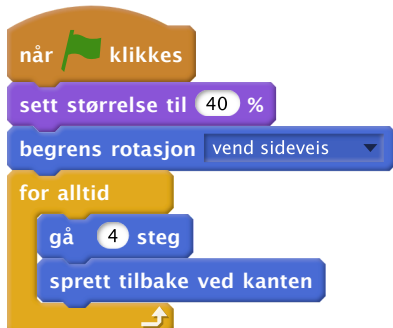 når klikkes
sett størrelse til 40 %
begrens rotasjon vend sideveis
for alltid
gå 4 steg
sprett tilbake ved kanten